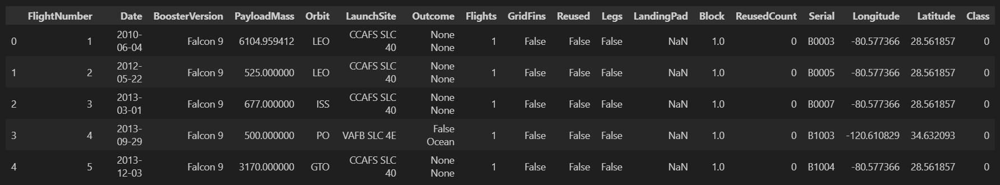 FlightNumber Date BoosterVersion PayloadMass Orbit LaunchSite Outcome Flights GridFins Reused Legs LandingPad Block ReusedCount Serial Longitude Latitude Class
0 1 2010-06-04 Falcon 9 6104.959412 LEO CCAFS SLC 40 None None 1 False False False NaN 1.0 0 B0003 -80.577366 28.561857 0
1 2 2012-05-22 Falcon 9 525.000000 LEO CCAFS SLC 40 None None 1 False False False NaN 1.0 0 B0005 -80.577366 28.561857 0
2 3 2013-03-01 Falcon 9 677.000000 ISS CCAFS SLC 40 None None 1 False False False NaN 1.0 0 B0007 -80.577366 28.561857 0
3 4 2013-09-29 Falcon 9 500.000000 PO VAFB SLC 4E False Ocean 1 False False False NaN 1.0 0 B1003 -120.610829 34.632093 0
4 5 2013-12-03 Falcon 9 3170.000000 GTO CCAFS SLC 40 None None 1 False False False NaN 1.0 0 B1004 -80.577366 28.561857 0